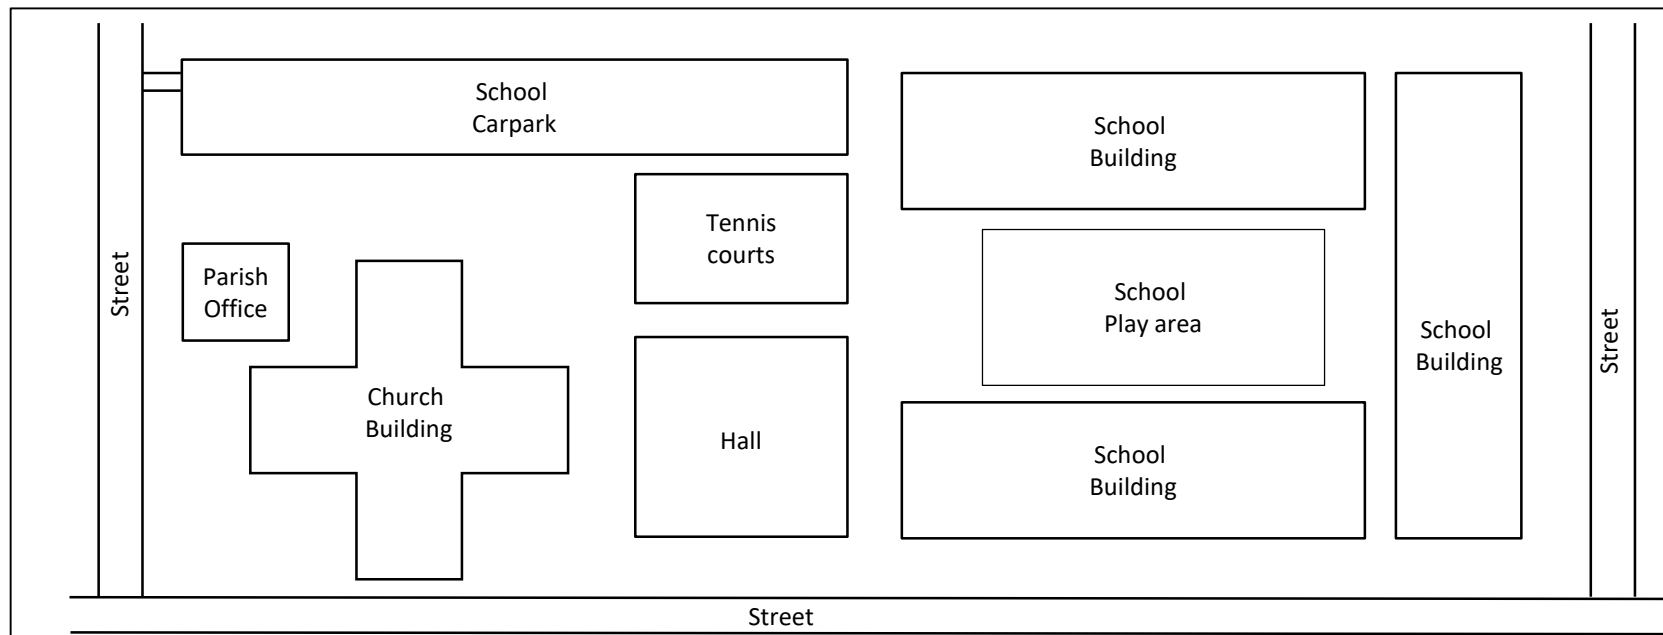 School
Carpark
School
Building
Tennis
courts
Parish
Office
Street
School
Play area
School
Building
Street
Church
Building
Hall
School
Building
Street